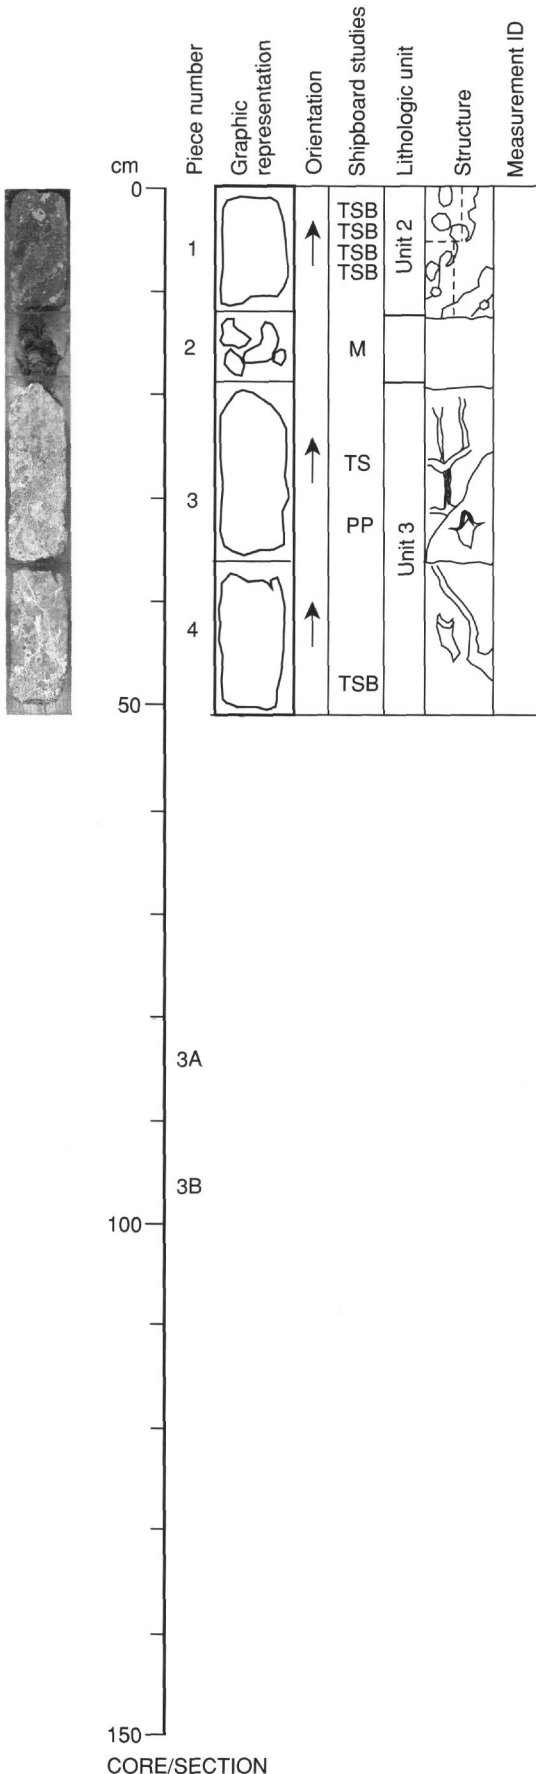 cm
Piece number
Graphic representation
Orientation
Shipboard studies
Lithologic unit
Structure
Measurement ID
0
1
TSB
TSB
TSB
TSB
Unit 2
2
M
3
TS
PP
Unit 3
4
TSB
50
3A
3B
100
150
CORE/SECTION